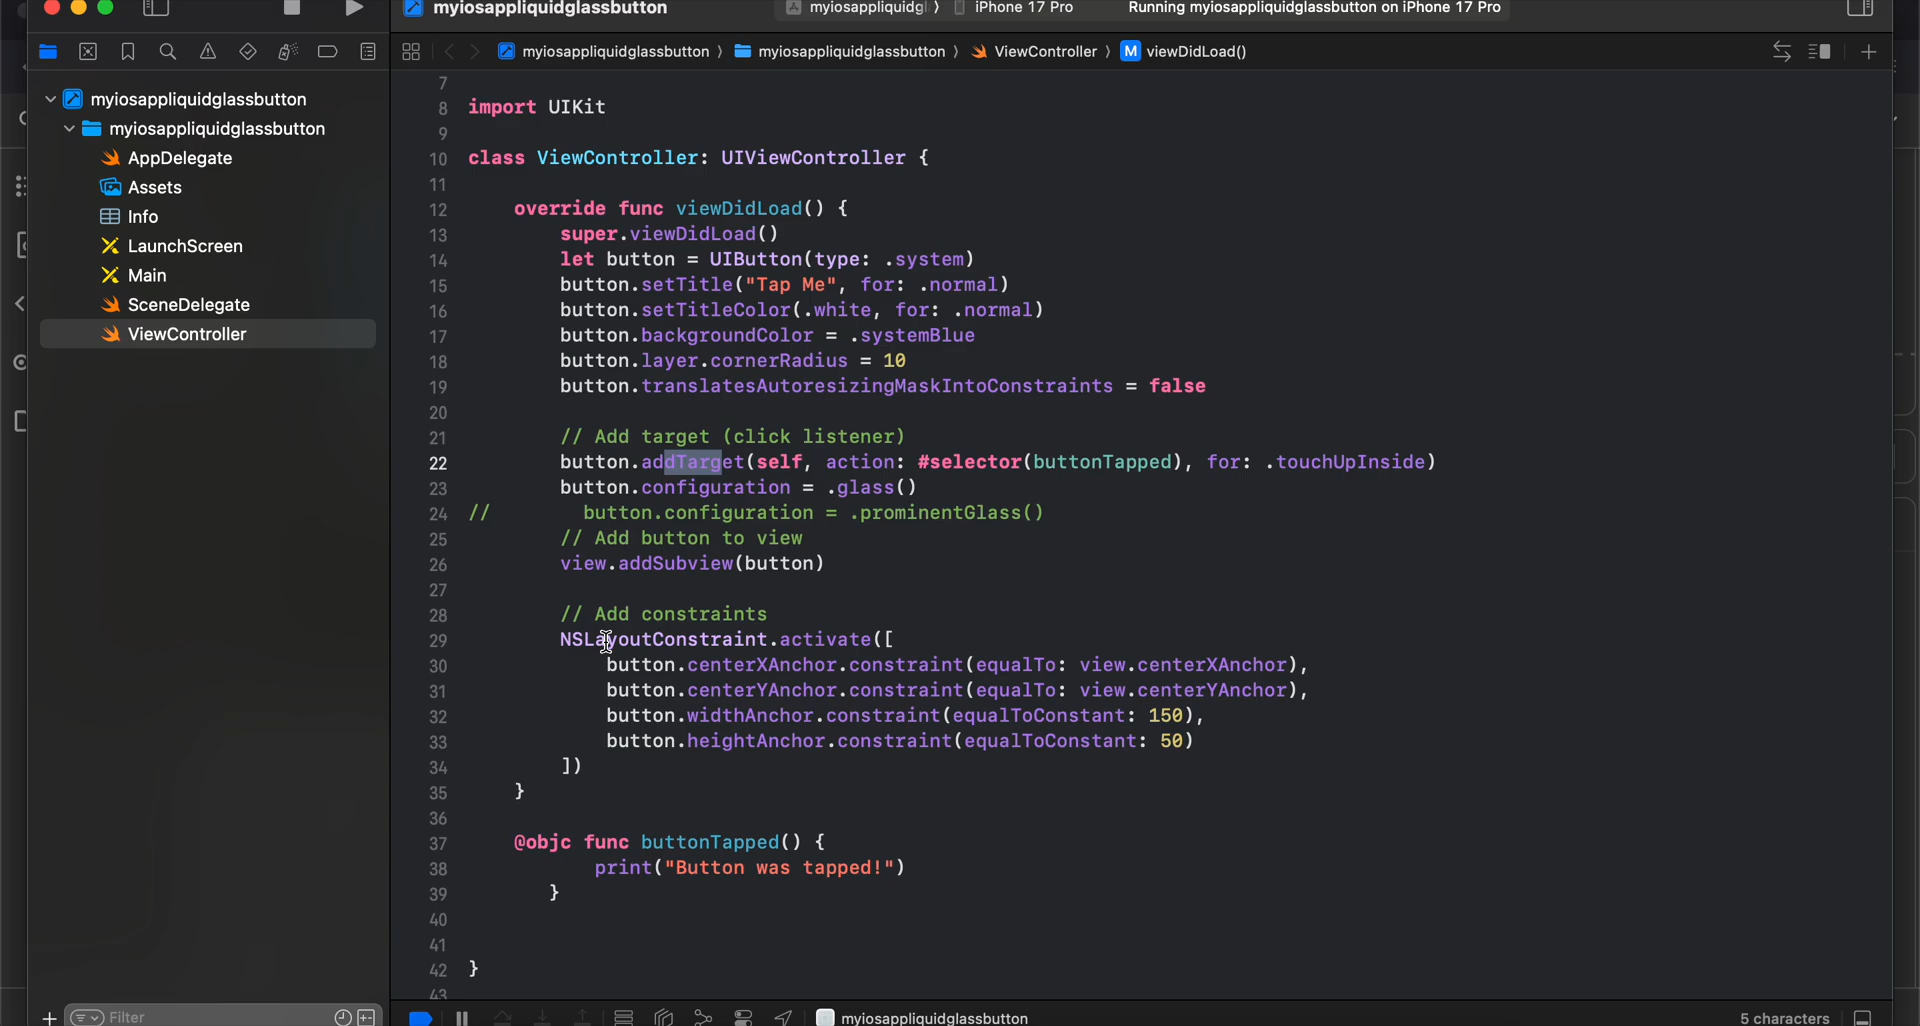 myiosappliquidglassbutton
myiosappliquidgl
iPhone 17 Pro
Running myiosappliquidglassbutton on iPhone 17 Pro
myiosappliquidglassbutton
myiosappliquidglassbutton
ViewController
M viewDidLoad()
myiosappliquidglassbutton
myiosappliquidglassbutton
AppDelegate
Assets
Info
LaunchScreen
Main
SceneDelegate
ViewController
7
8 import UIKit
9
10 class ViewController: UIViewController {
11
12 override func viewDidLoad() {
13 super.viewDidLoad()
14 let button = UIButton(type: .system)
15 button.setTitle("Tap Me", for: .normal)
16 button.setTitleColor(.white, for: .normal)
17 button.backgroundColor = .systemBlue
18 button.layer.cornerRadius = 10
19 button.translatesAutoresizingMaskIntoConstraints = false
20
21 // Add target (click listener)
22 button.addTarget(self, action: #selector(buttonTapped), for: .touchUpInside)
23 button.configuration = .glass()
24 // button.configuration = .prominentGlass()
25 // Add button to view
26 view.addSubview(button)
27
28 // Add constraints
29 NSLayoutConstraint.activate([
30 button.centerXAnchor.constraint(equalTo: view.centerXAnchor),
31 button.centerYAnchor.constraint(equalTo: view.centerYAnchor),
32 button.widthAnchor.constraint(equalToConstant: 150),
33 button.heightAnchor.constraint(equalToConstant: 50)
34 ])
35 }
36
37 @objc func buttonTapped() {
38 print("Button was tapped!")
39 }
40
41
42 }
43
Filter
myiosappliquidglassbutton
5 characters